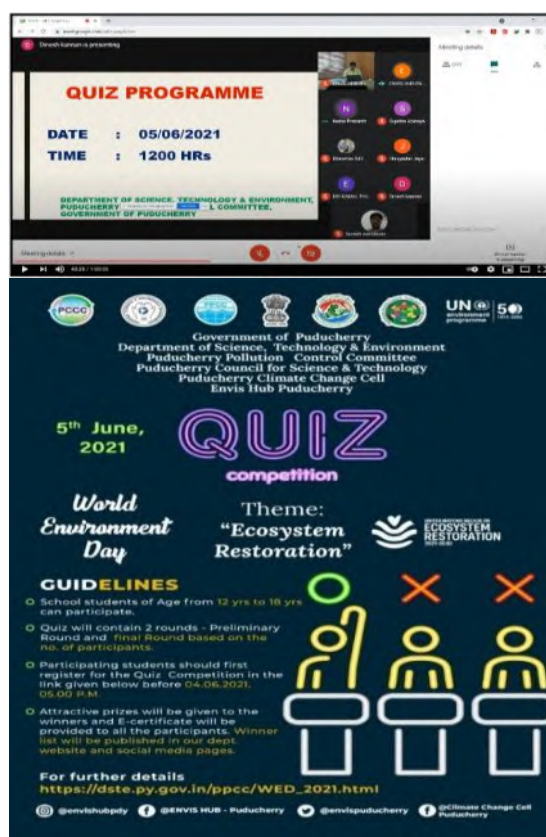 Dinesh kannan is presenting
Meeting details
QUIZ PROGRAMME
DATE : 05/06/2021
TIME : 1200 HRs
DEPARTMENT OF SCIENCE, TECHNOLOGY & ENVIRONMENT,
PUDUCHERRY L COMMITTEE,
GOVERNMENT OF PUDUCHERRY
N
S
J
E
D
Meeting details
PCCC
PPCC
UN
environment
programme
50
Government of Puducherry
Department of Science, Technology & Environment
Puducherry Pollution Control Committee
Puducherry Council for Science & Technology
Puducherry Climate Change Cell
Envis Hub Puducherry
5th June,
2021
QUIZ
competition
World
Environment
Day
Theme:
"Ecosystem
Restoration"
ECOSYSTEM
RESTORATION
GUIDELINES
School students of Age from 12 yrs to 18 yrs
can participate.
Quiz will contain 2 rounds - Preliminary
Round and final Round based on the
no. of participants.
Participating students should first
register for the Quiz Competition in the
link given below before 04.06.2021,
05.00 P.M.
Attractive prizes will be given to the
winners and E-certificate will be
provided to all the participants. Winner
list will be published in our dept
website and social media pages.
For further details
https://dste.py.gov.in/ppcc/WED_2021.html
@envishubpdy
@ENVIS HUB - Puducherry
@envispuducherry
@Climate Change Cell
Puducherry